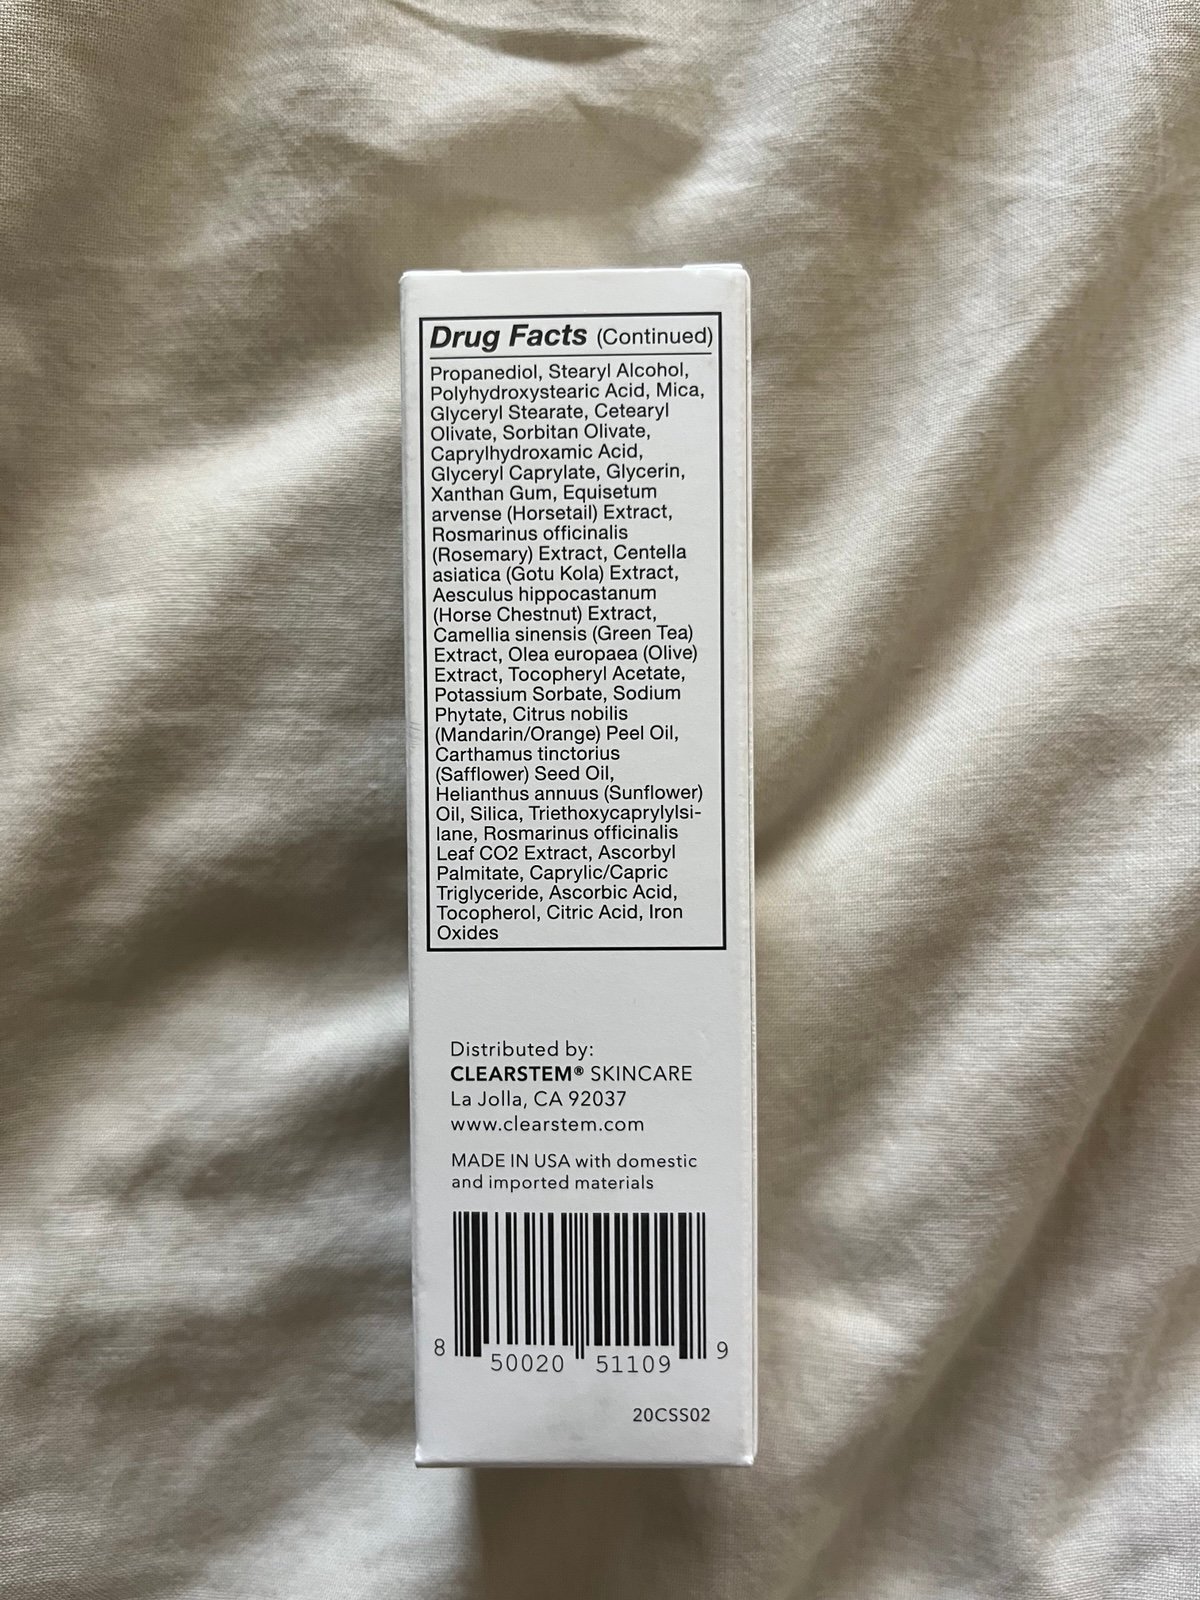 Drug Facts (Continued)
Propanediol, Stearyl Alcohol,
Polyhydroxystearic Acid, Mica,
Glyceryl Stearate, Cetearyl
Olivate, Sorbitan Olivate,
Caprylhydroxamic Acid,
Glyceryl Caprylate, Glycerin,
Xanthan Gum, Equisetum
arvense (Horsetail) Extract,
Rosmarinus officinalis
(Rosemary) Extract, Centella
asiatica (Gotu Kola) Extract,
Aesculus hippocastanum
(Horse Chestnut) Extract,
Camellia sinensis (Green Tea)
Extract, Olea europaea (Olive)
Extract, Tocopheryl Acetate,
Potassium Sorbate, Sodium
Phytate, Citrus nobilis
(Mandarin/Orange) Peel Oil,
Carthamus tinctorius
(Safflower) Seed Oil,
Helianthus annuus (Sunflower)
Oil, Silica, Triethoxycaprylylsi-
lane, Rosmarinus officinalis
Leaf CO2 Extract, Ascorbyl
Palmitate, Caprylic/Capric
Triglyceride, Ascorbic Acid,
Tocopherol, Citric Acid, Iron
Oxides
Distributed by:
CLEARSTEM® SKINCARE
La Jolla, CA 92037
www.clearstem.com
MADE IN USA with domestic
and imported materials
8 50020 51109 9
20CSS02